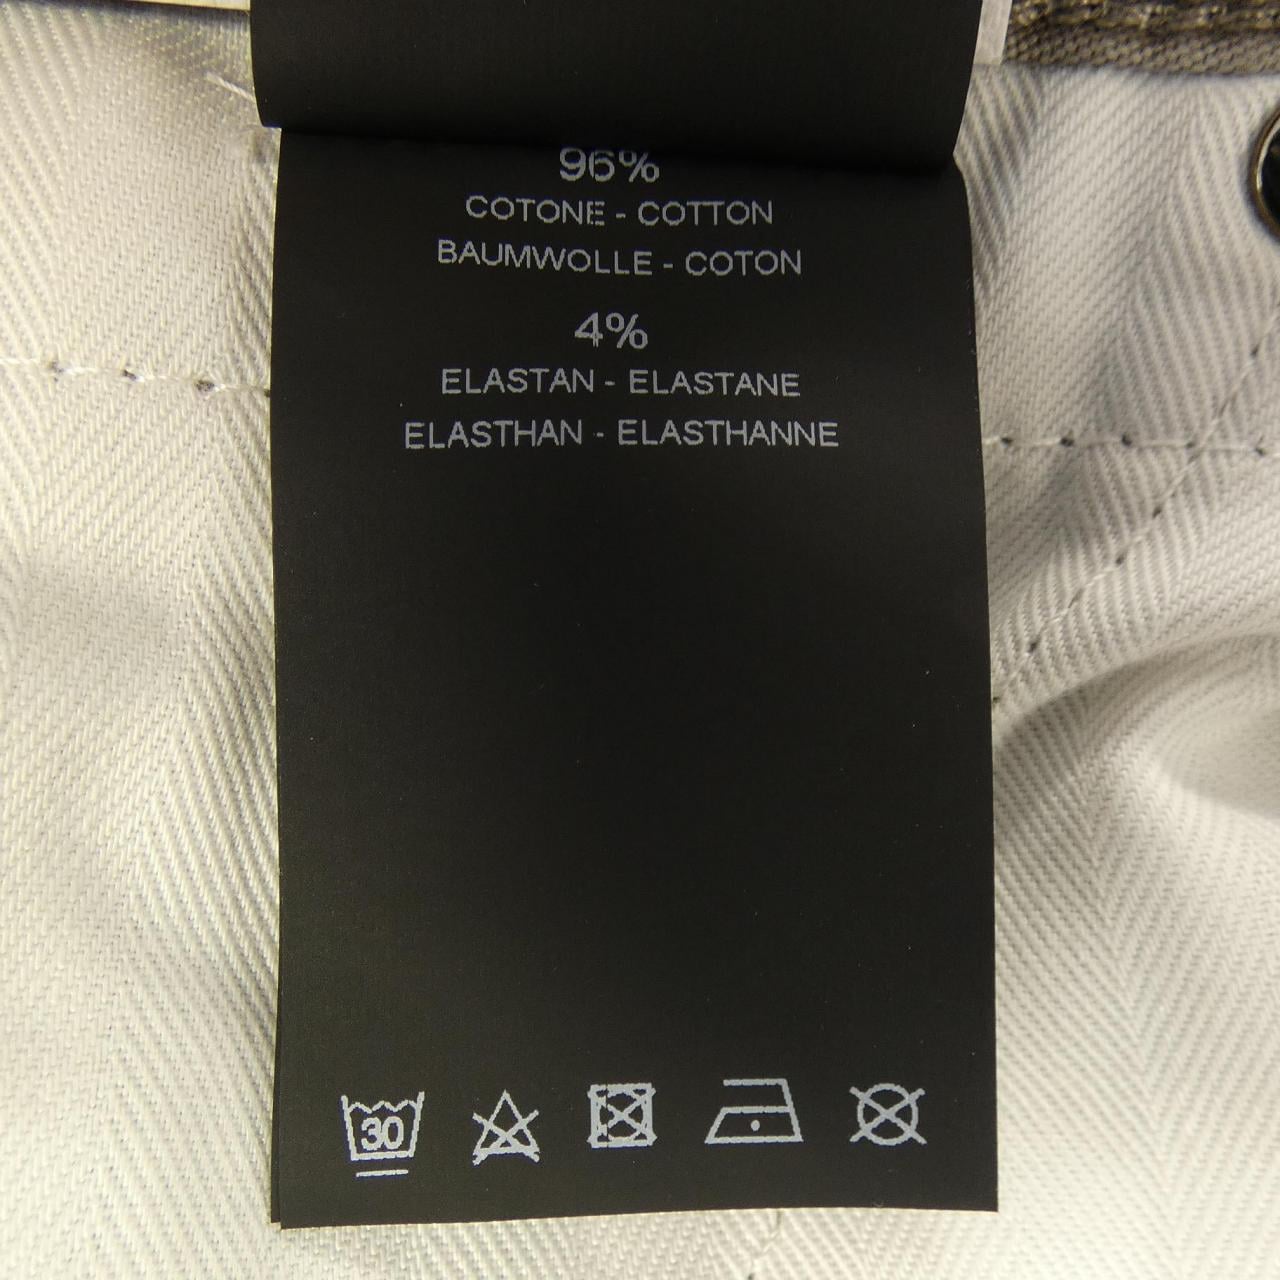 96%
COTONE - COTTON
BAUMWOLLE - COTON
4%
ELASTAN - ELASTANE
ELASTHAN - ELASTHANNE
30